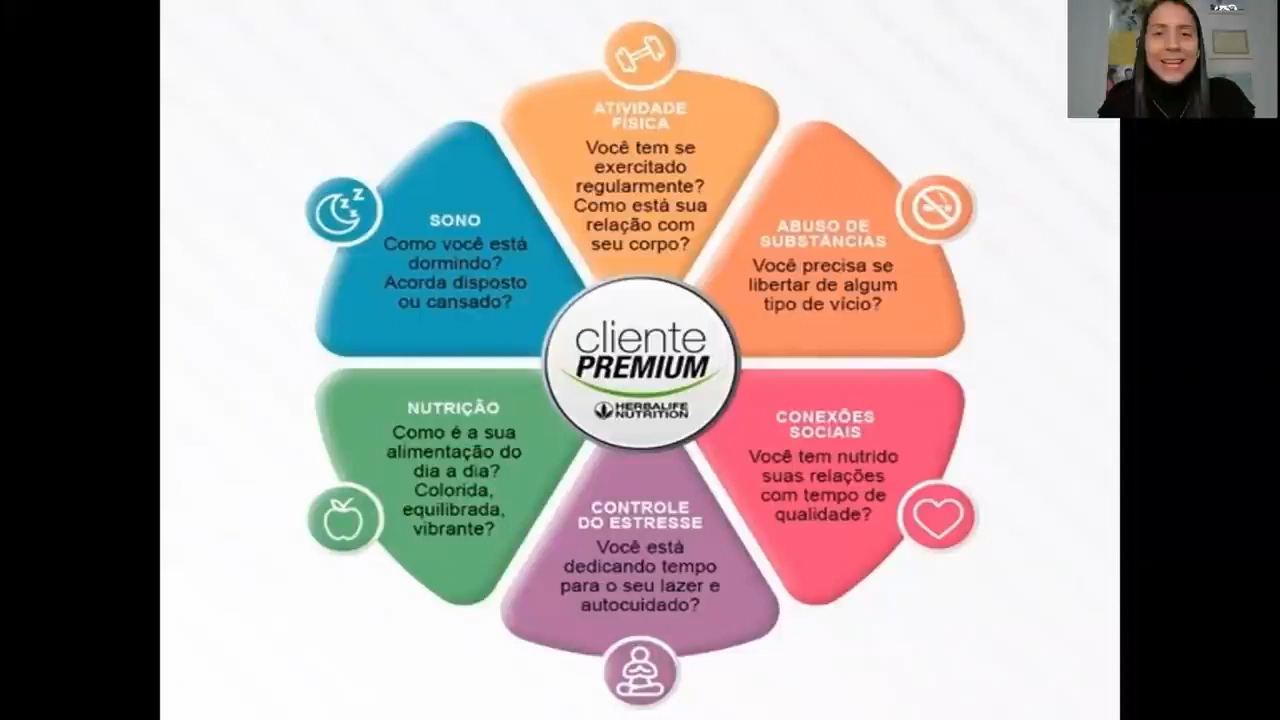 ATIVIDADE
FÍSICA
Você tem se
exercitado
regularmente?
Como está sua
relação com
seu corpo?
ABUSO DE
SUBSTÂNCIAS
Você precisa se
libertar de algum
tipo de vício?
CONEXÕES
SOCIAIS
Você tem nutrido
suas relações
com tempo de
qualidade?
CONTROLE
DO ESTRESSE
Você está
dedicando tempo
para o seu lazer e
autocuidado?
NUTRIÇÃO
Como é a sua
alimentação do
dia a dia?
Colorida,
equilibrada,
vibrante?
SONO
Como você está
dormindo?
Acorda disposto
ou cansado?
z z z
cliente
PREMIUM
HERBALIFE
NUTRITION